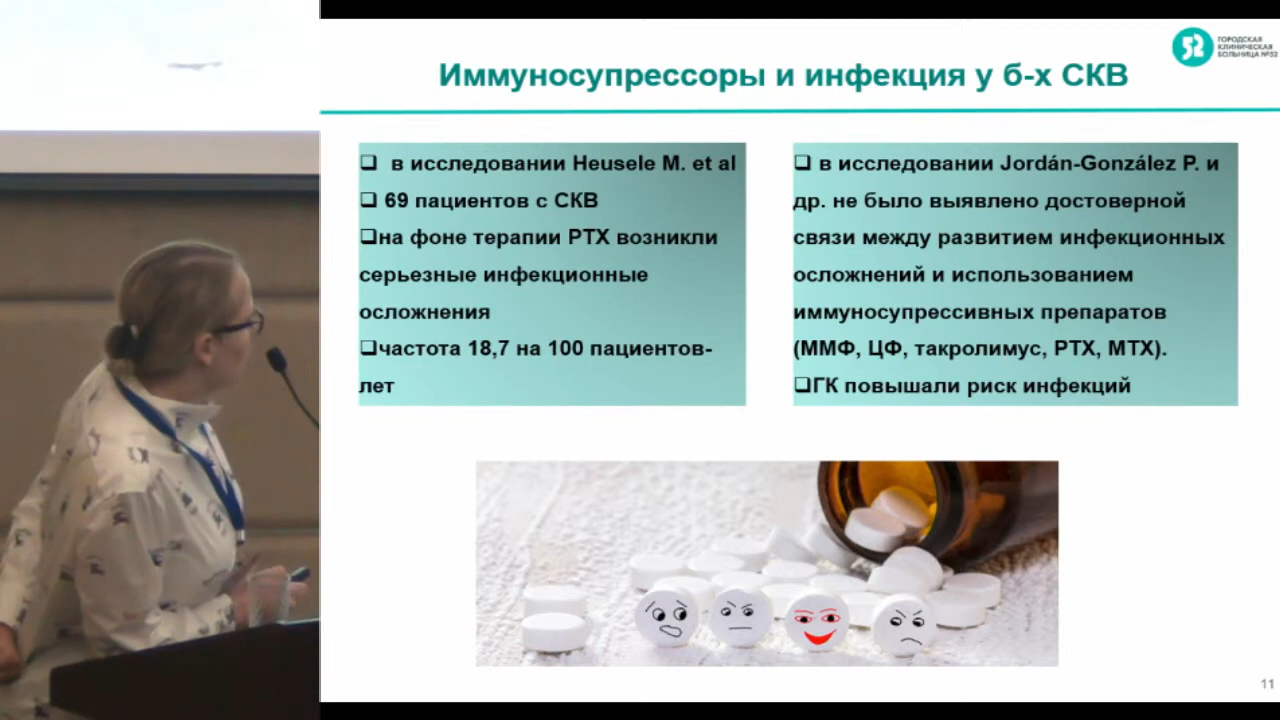 52
ГОРОДСКАЯ
КЛИНИЧЕСКАЯ
БОЛЬНИЦА №52
Иммуносупрессоры и инфекция у б-х СКВ
в исследовании Heusele M. et al
69 пациентов с СКВ
на фоне терапии РТХ возникли
серьезные инфекционные
осложнения
частота 18,7 на 100 пациентов-
лет
в исследовании Jordán-González P. и
др. не было выявлено достоверной
связи между развитием инфекционных
осложнений и использованием
иммуносупрессивных препаратов
(ММФ, ЦФ, такролимус, РТХ, МТХ).
ГК повышали риск инфекций
11